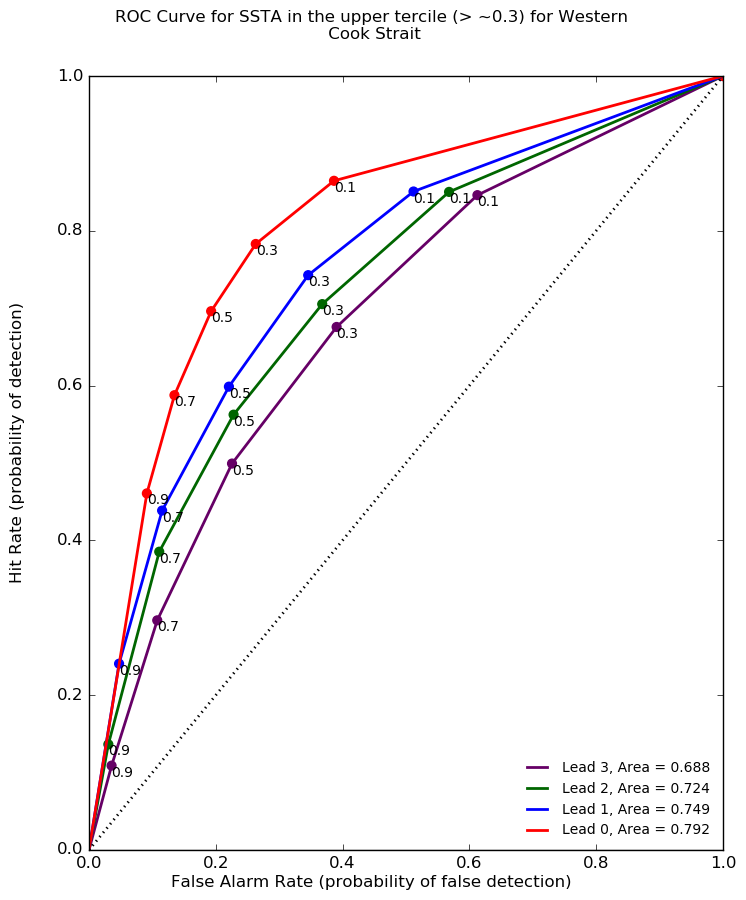 ROC Curve for SSTA in the upper tercile (> ~0.3) for Western
Cook Strait
1.0
0.8
0.6
0.4
0.2
0.0
Hit Rate (probability of detection)
0.1
0.1
0.1
0.1
0.3
0.3
0.3
0.3
0.5
0.5
0.5
0.5
0.7
0.7
0.7
0.7
0.9
0.9
0.9
0.9
Lead 3, Area = 0.688
Lead 2, Area = 0.724
Lead 1, Area = 0.749
Lead 0, Area = 0.792
0.0 0.2 0.4 0.6 0.8 1.0
False Alarm Rate (probability of false detection)